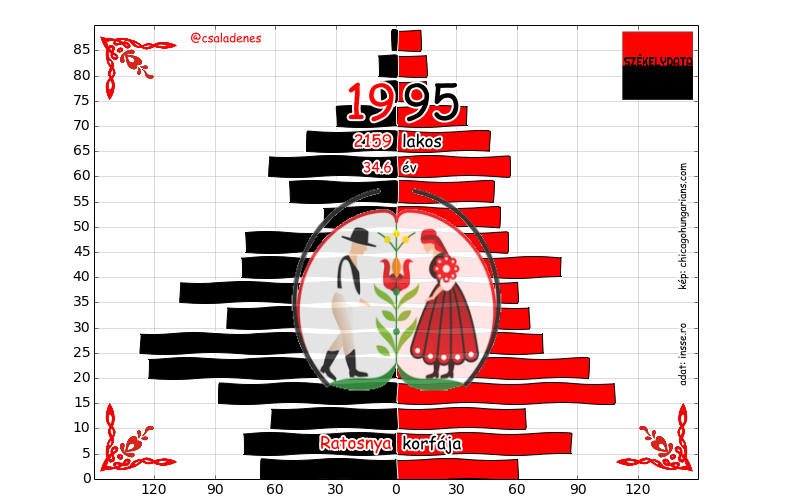 @csaladenes
SZÉKELYDATA
1995
2159 lakos
34.6 év
kép: chicagohungarians.com
adat: insse.ro
Ratosnya korfája
85
80
75
70
65
60
55
50
45
40
35
30
25
20
15
10
5
0
120 90 60 30 0 30 60 90 120